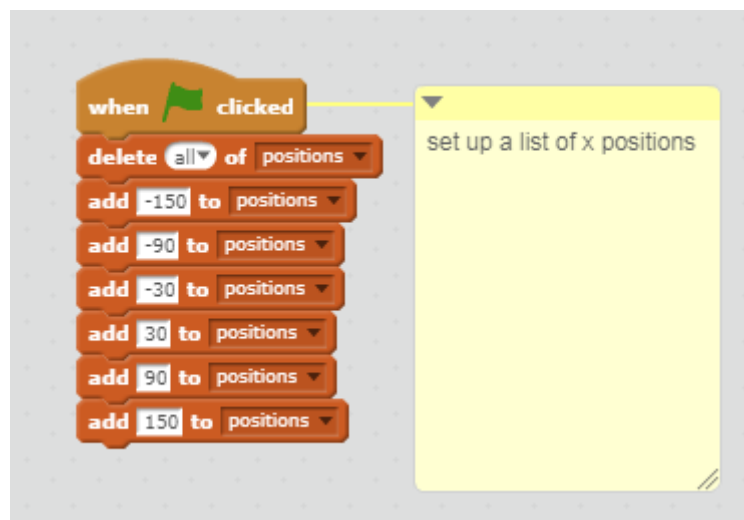 when clicked
delete all of positions
add -150 to positions
add -90 to positions
add -30 to positions
add 30 to positions
add 90 to positions
add 150 to positions
set up a list of x positions